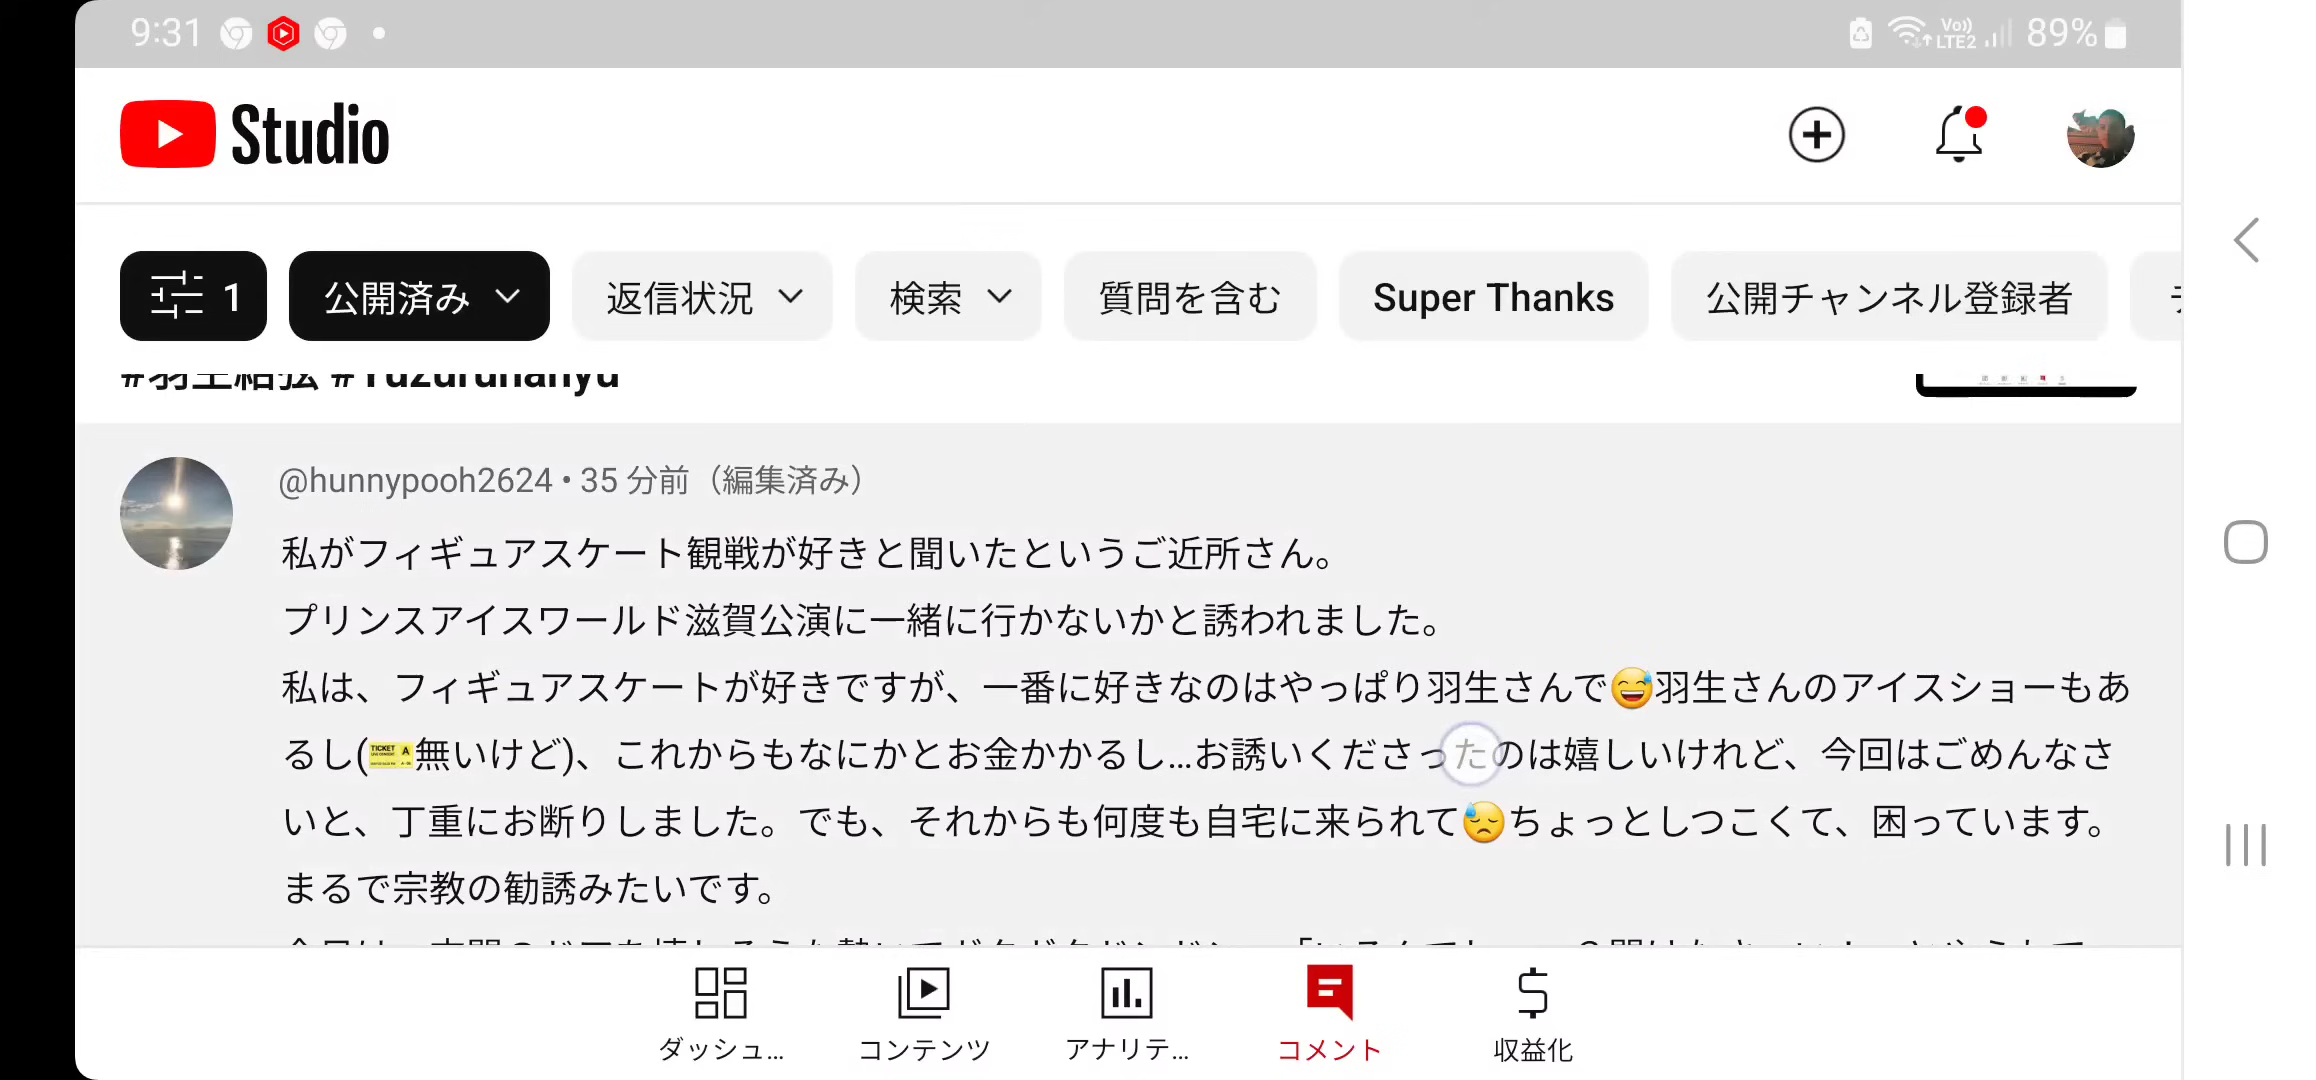 9:31
Vo)) LTE2 89%
Studio
1 公開済み 返信状況 検索 質問を含む Super Thanks 公開チャンネル登録者
#羽生結弦 #Yuzuruhanyu
@hunnypooh2624 • 35 分前（編集済み）
私がフィギュアスケート観戦が好きと聞いたというご近所さん。
プリンスアイスワールド滋賀公演に一緒に行かないかと誘われました。
私は、フィギュアスケートが好きですが、一番に好きなのはやっぱり羽生さんで😅羽生さんのアイスショーもあ
るし(🎫無いけど)、これからもなにかとお金かかるし…お誘いくださったのは嬉しいけれど、今回はごめんなさ
いと、丁重にお断りしました。でも、それからも何度も自宅に来られて😓ちょっとしつこくて、困っています。
まるで宗教の勧誘みたいです。
ダッシュ... コンテンツ アナリテ... コメント 収益化